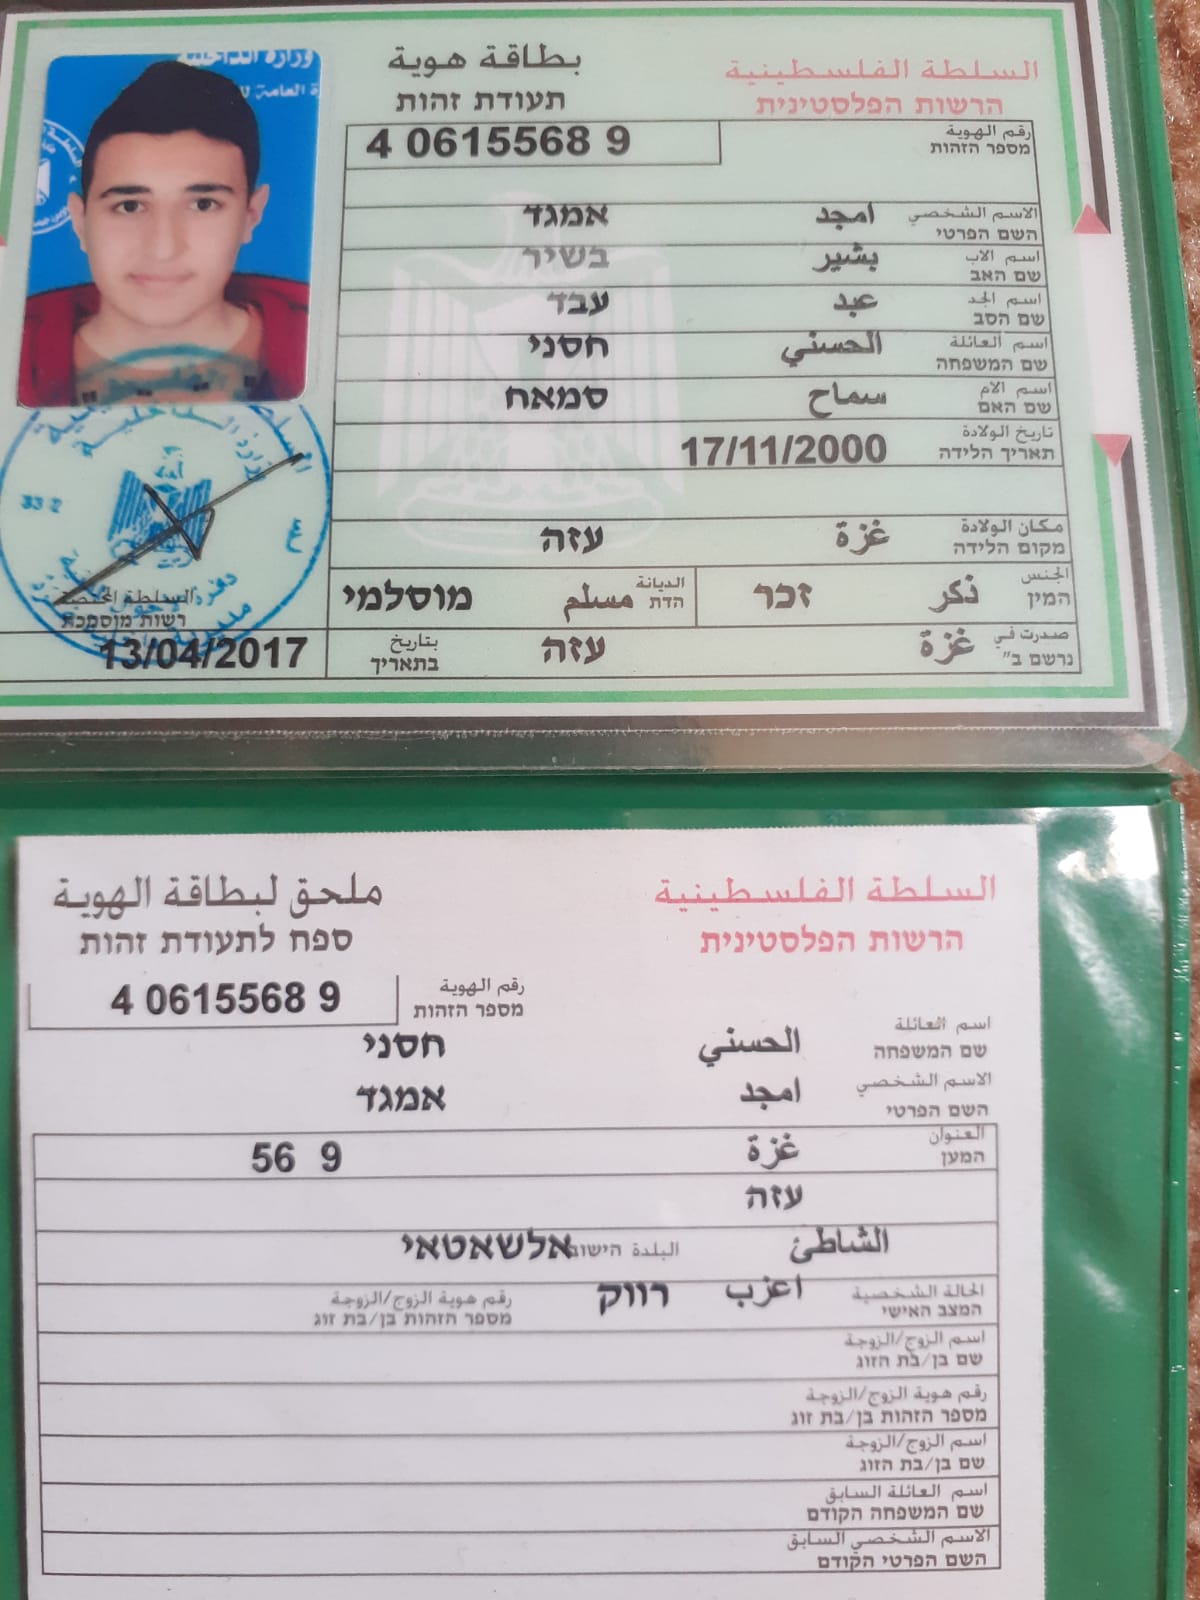 السلطة الفلسطينية
הרשות הפלסטינית
بطاقة هوية
תעודת זהות
رقم الهوية
מספר הזהות
4 0615568 9
الاسم الشخصي امجد אמגד
השם הפרטי
اسم الاب بشير בשיר
שם האב
اسم الجد عبد עבד
שם הסב
اسم العائلة الحسني חסני
שם המשפחה
اسم الام سماح סמאח
שם האם
تاريخ الولادة
תאריך הלידה
17/11/2000
مكان الولادة غزة עזה
מקום הלידה
الجنس ذكر זכר الديانة مسلم מוסלמי
המין הדת
صدرت في غزة עזה بتاريخ
נרשם ב" בתאריך
13/04/2017
وزارة الداخلية
רשות מוסמכת
السلطة الفلسطينية
הרשות הפלסטינית
ملحق لبطاقة الهوية
ספח לתעודת זהות
رقم الهوية
מספר הזהות
4 0615568 9
اسم العائلة الحسني חסני
שם המשפחה
الاسم الشخصي امجد אמגד
השם הפרטי
العنوان غزة 56 9
המען
עזה
الشاطئ البلدة הישוב אלשאטאי
الحالة الشخصية اعزب רווק رقم هوية الزوج/الزوجة
המצב האישי מספר הזהות בן/בת זוג
اسم الزوج/الزوجة
שם בן/בת הזוג
رقم هوية الزوج/الزوجة
מספר הזהות בן/בת זוג
اسم الزوج/الزوجة
שם בן/בת הזוג
اسم العائلة السابق
שם המשפחה הקודם
الاسم الشخصي السابق
השם הפרטי הקודם